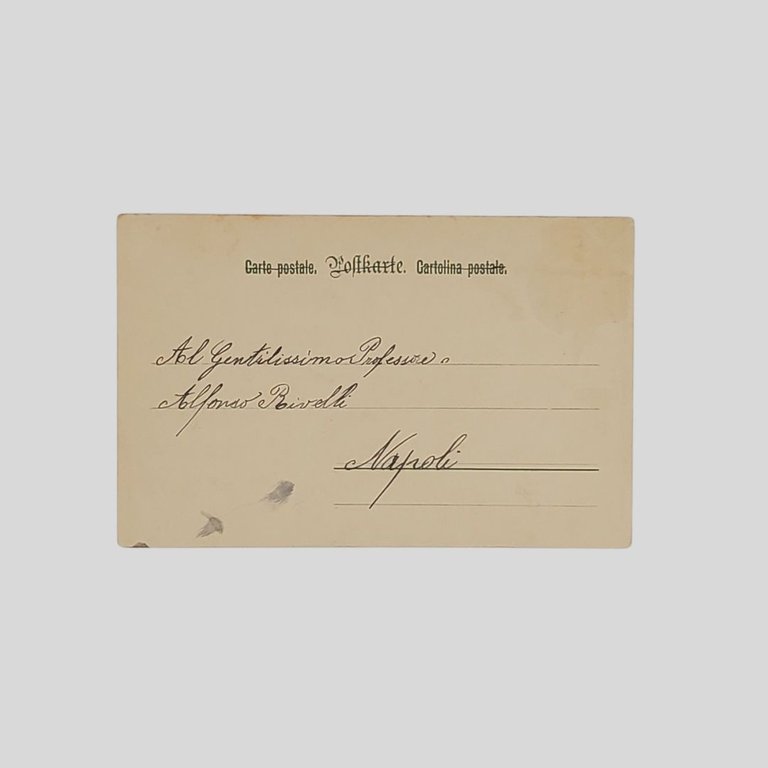 Carte postale. Postkarte. Cartolina postale.
Al Gentilissimo Professore
Alfonso Rivelli
Napoli